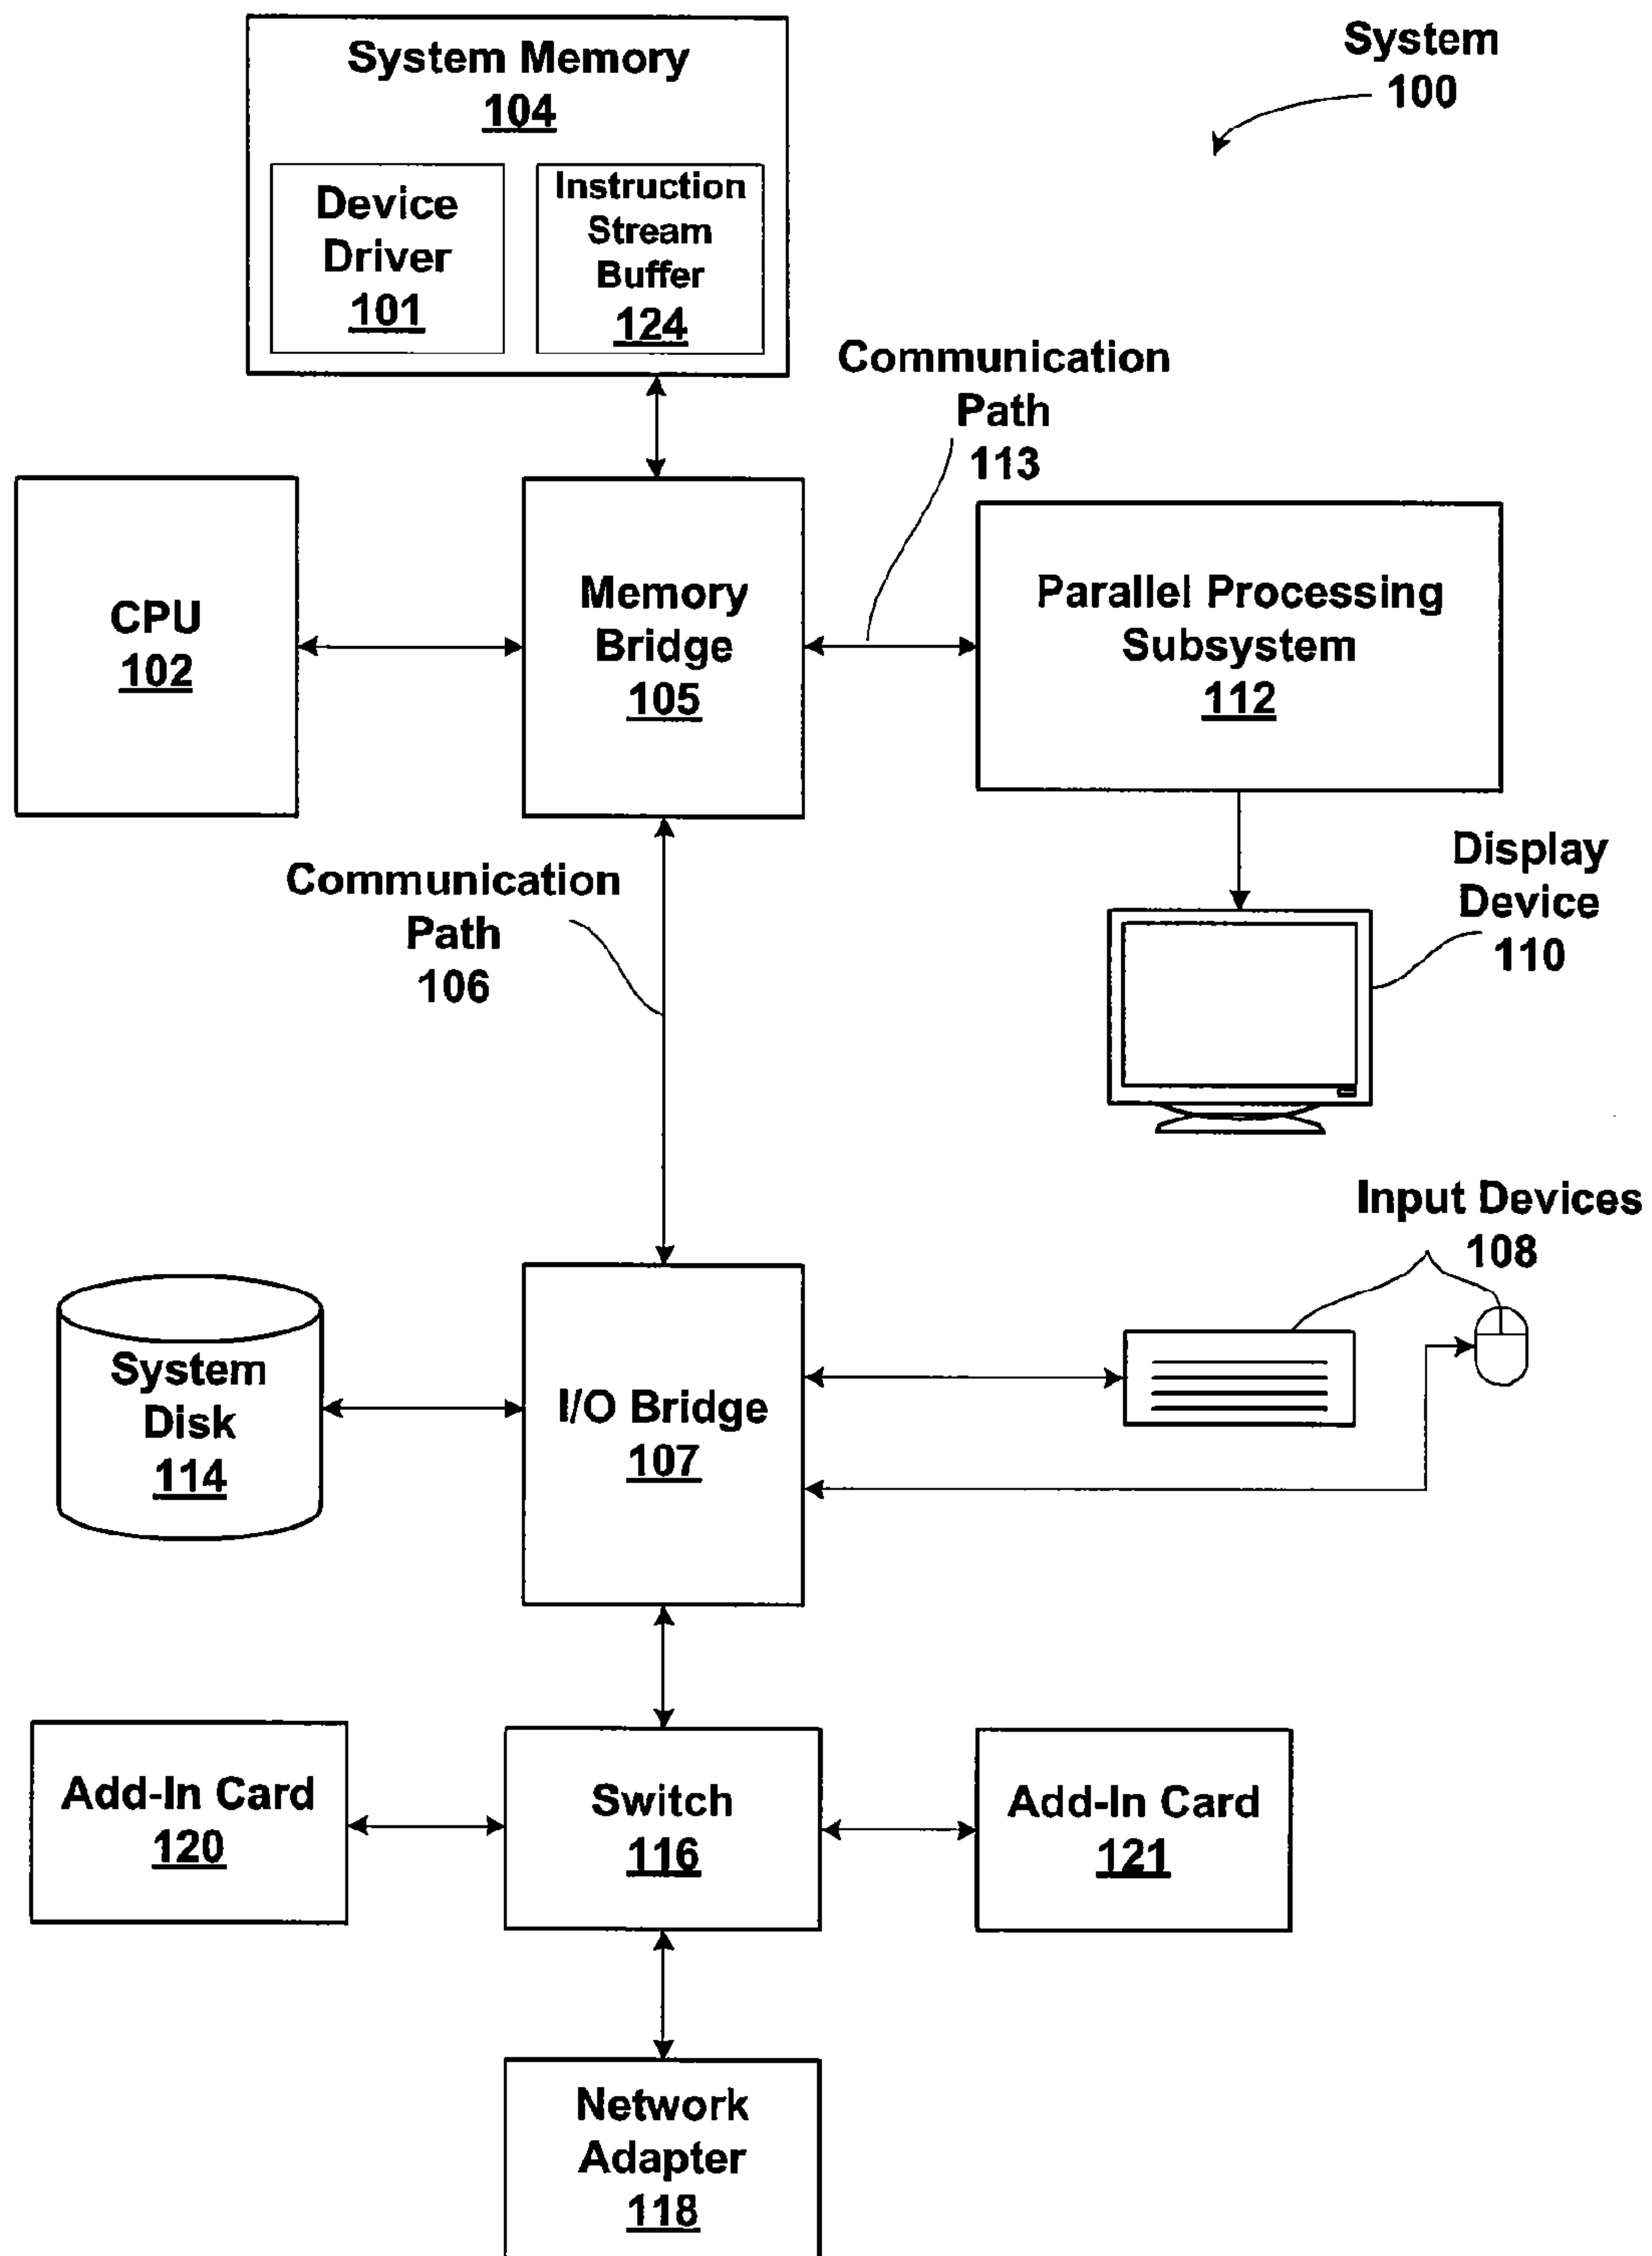 System Memory
104
System
100
Device
Driver
101
Instruction
Stream
Buffer
124
Communication
Path
113
CPU
102
Memory
Bridge
105
Parallel Processing
Subsystem
112
Communication
Path
106
Display
Device
110
Input Devices
108
System
Disk
114
I/O Bridge
107
Add-In Card
120
Switch
116
Add-In Card
121
Network
Adapter
118